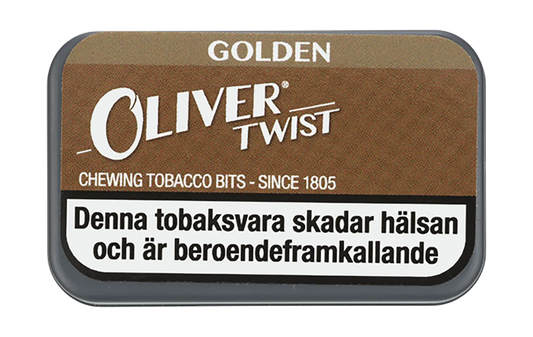 GOLDEN
OLIVER®
TWIST
CHEWING TOBACCO BITS - SINCE 1805
Denna tobaksvara skadar hälsan
och är beroendeframkallande